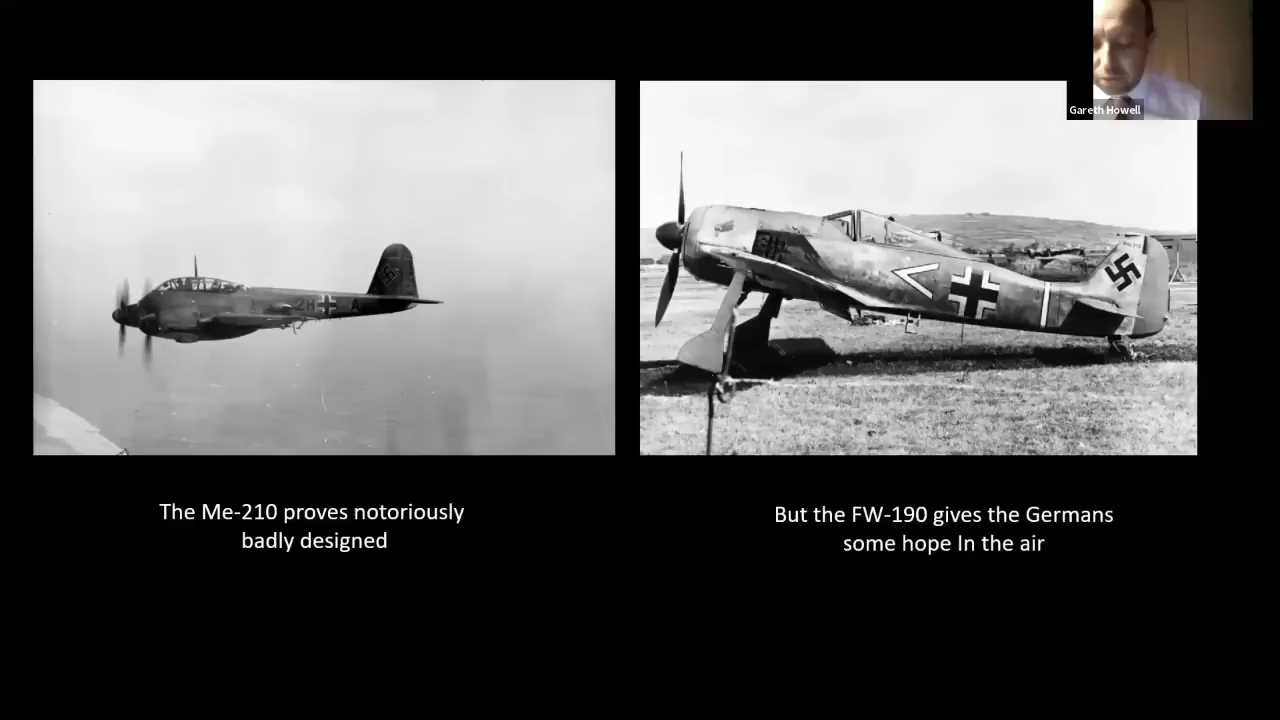 Gareth Howell
2H A
The Me-210 proves notoriously
badly designed
But the FW-190 gives the Germans
some hope In the air